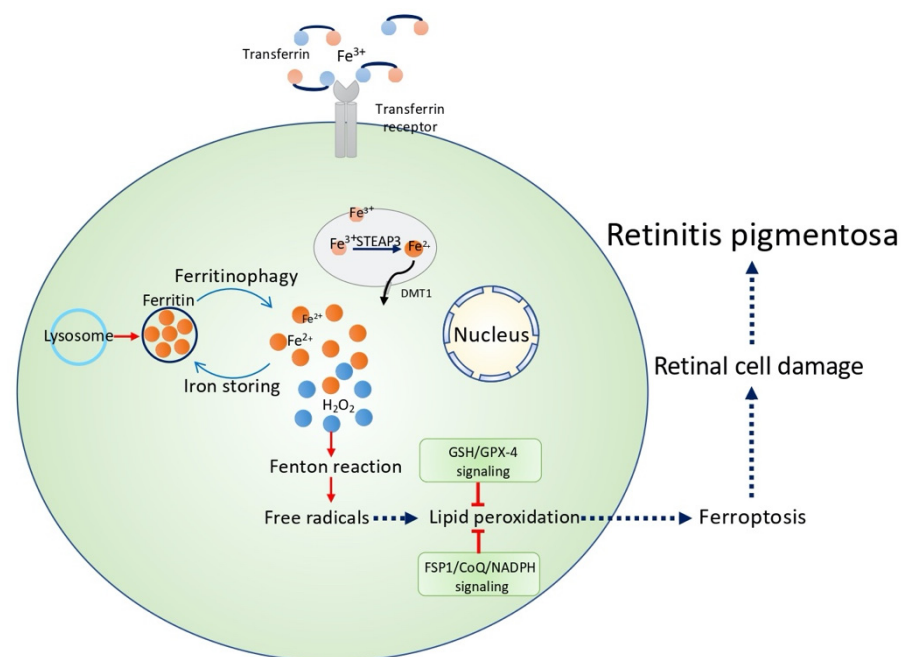 Transferrin
Fe³⁺
Transferrin
receptor
Fe³⁺
Fe³⁺
STEAP3
Fe²⁺
DMT1
Ferritinophagy
Ferritin
Lysosome
Fe²⁺
Fe²⁺
Iron storing
H₂O₂
Nucleus
Fenton reaction
GSH/GPX-4
signaling
Free radicals
Lipid peroxidation
FSP1/CoQ/NADPH
signaling
Ferroptosis
Retinal cell damage
Retinitis pigmentosa